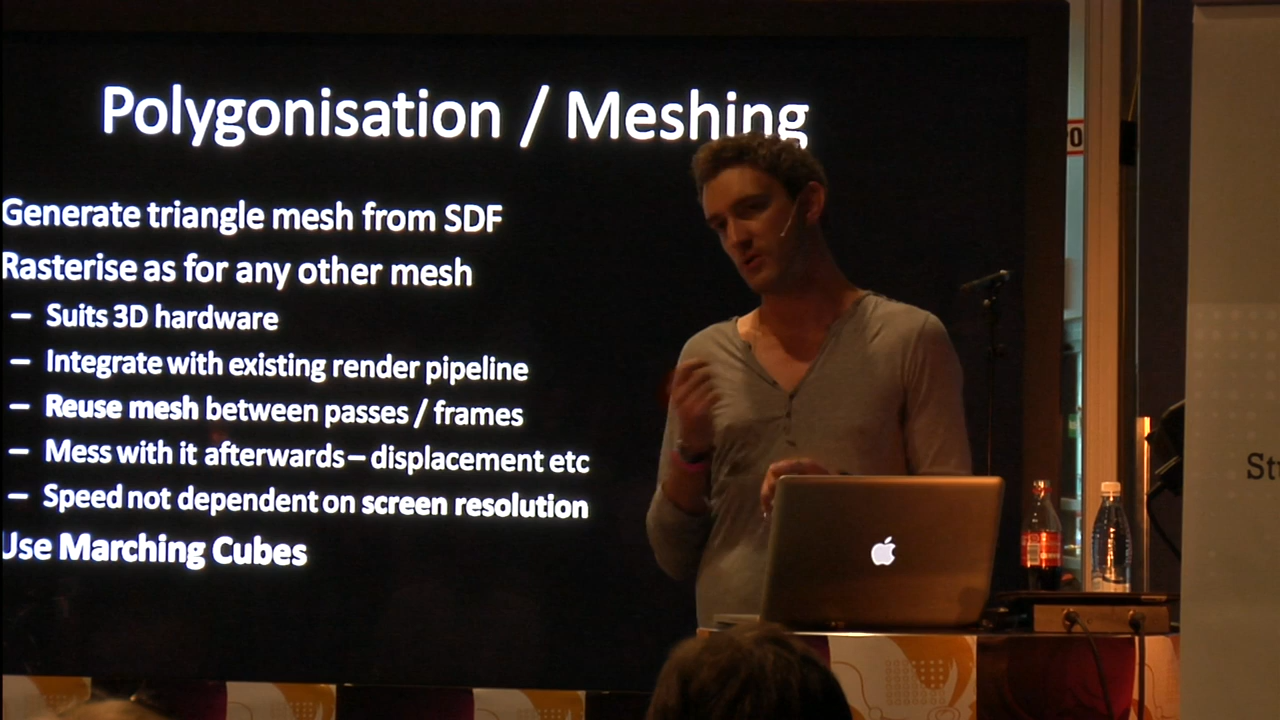 Polygonisation / Meshing
Generate triangle mesh from SDF
Rasterise as for any other mesh
– Suits 3D hardware
– Integrate with existing render pipeline
– Reuse mesh between passes / frames
– Mess with it afterwards – displacement etc
– Speed not dependent on screen resolution
Use Marching Cubes